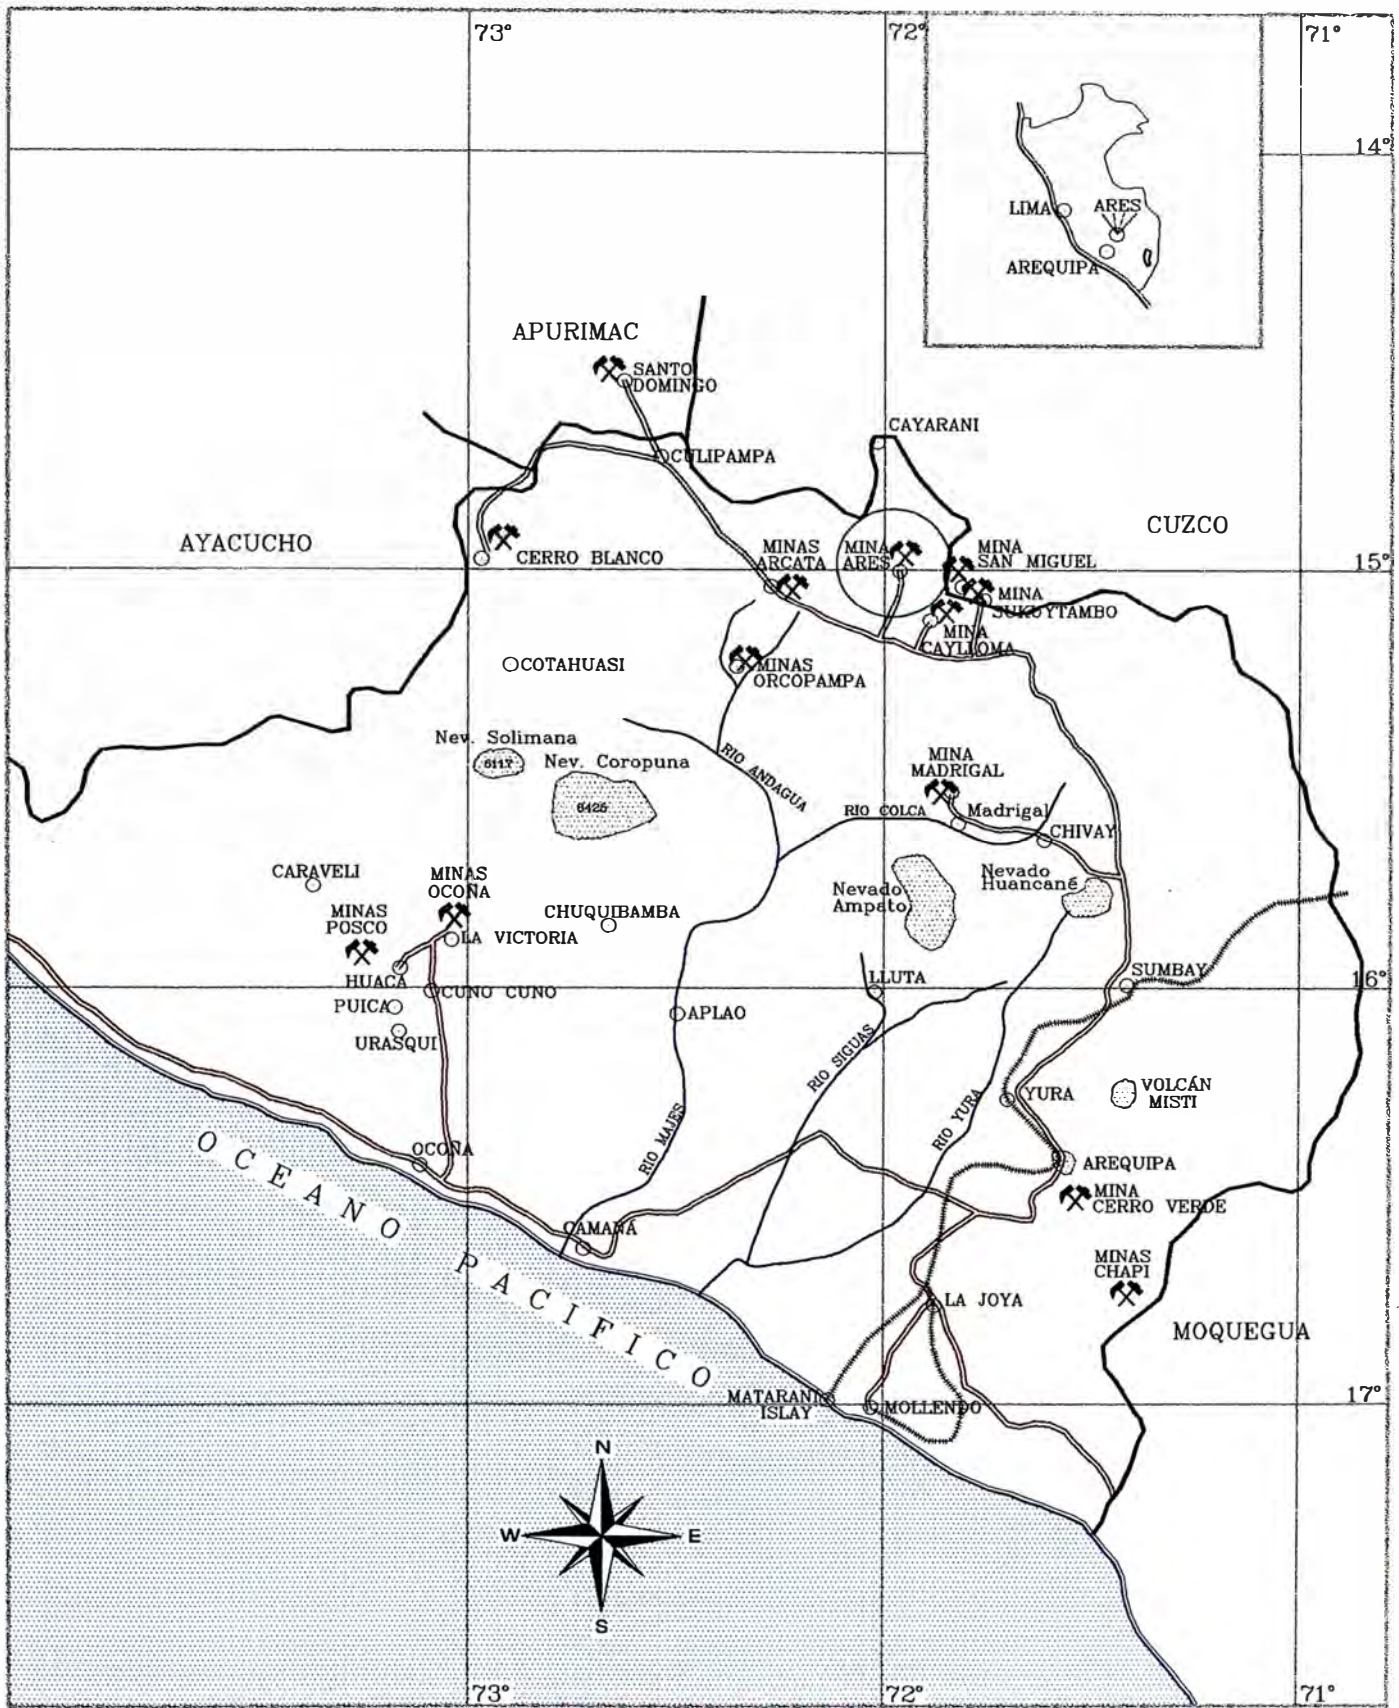 73°
72°
71°
14°
LIMA
ARES
AREQUIPA
APURIMAC
SANTO
DOMINGO
CULIPAMPA
CAYARANI
AYACUCHO
CUZCO
CERRO BLANCO
MINAS
ARCATA
MINA
ARES
15°
MINA
SAN MIGUEL
MINA
SUKUYTAMBO
MINA
CAYLLOMA
COTAHUASI
MINAS
ORCOPAMPA
Nev. Solimana
6117
Nev. Coropuna
6425
RIO ANDAGUA
MINA
MADRIGAL
Madrigal
RIO COLCA
CHIVAY
CARAVELI
MINAS
OCOÑA
MINAS
POSCO
CHUQUIBAMBA
LA VICTORIA
Nevado
Ampato
Nevado
Huancané
HUACA
CUNO CUNO
PUICA
URASQUI
LLUTA
SUMBAY
16°
APLAO
RIO SIGUAS
RIO MAJES
RIO YURA
YURA
VOLCÁN
MISTI
OCOÑA
AREQUIPA
MINA
CERRO VERDE
CAMANÁ
MINAS
CHAPI
OCEANO PACIFICO
LA JOYA
MOQUEGUA
MATARANI
ISLAY
MOLLENDO
17°
N
W
E
S
73°
72°
71°